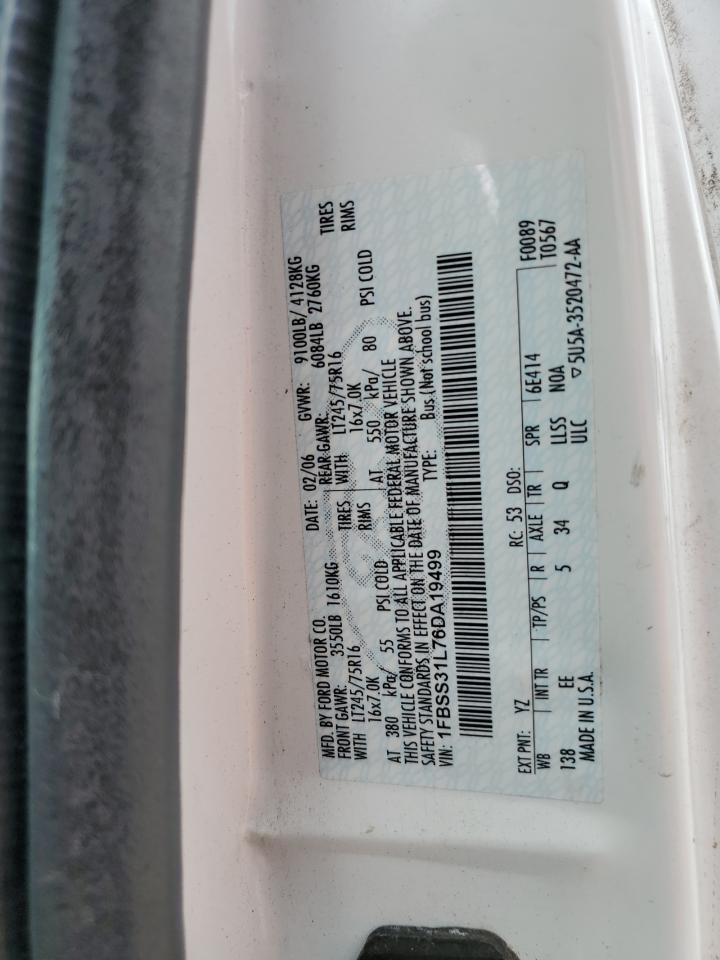 MFD. BY FORD MOTOR CO. DATE: 02/06 GVWR: 9100LB/ 4128KG
FRONT GAWR: 3550LB 1610KG REAR GAWR: 6084LB 2760KG
WITH LT245/75R16 TIRES WITH LT245/75R16 TIRES
16x7.0K RIMS 16x7.0K RIMS
AT 380 kPa/ 55 PSI COLD AT 550 kPa/ 80 PSI COLD
THIS VEHICLE CONFORMS TO ALL APPLICABLE FEDERAL MOTOR VEHICLE
SAFETY STANDARDS IN EFFECT ON THE DATE OF MANUFACTURE SHOWN ABOVE.
VIN: 1FBSS31L76DA19499 TYPE: Bus (Not school bus)
F0089
EXT PNT: YZ RC: 53 DSO: T0567
WB INT TR TP/PS R AXLE TR SPR 6E414
138 EE 5 34 Q LLSS NOA
MADE IN U.S.A. ULC ▽5U5A-3520472-AA